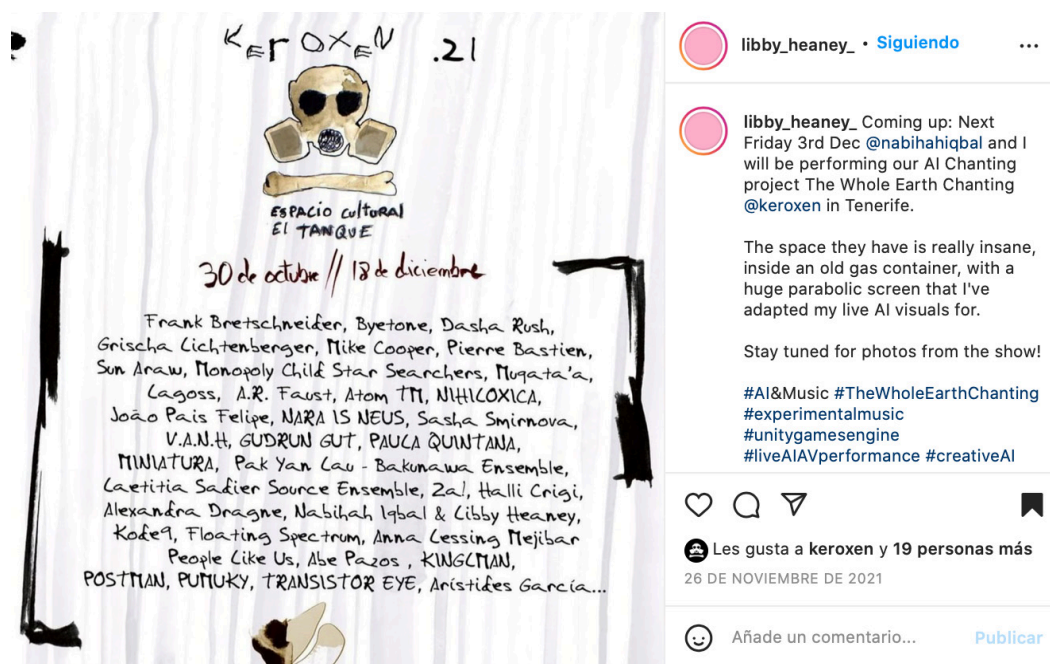 KEROXEN .21
ESPACIO CULTURAL
EL TANQUE
30 de octubre // 18 de diciembre
Frank Bretschneider, Byetone, Dasha Rush,
Grischa Lichtenberger, Mike Cooper, Pierre Bastien,
Sun Araw, Monopoly Child Star Searchers, Muqata'a,
Lagoss, A.R. Faust, Atom TM, NIHILOXICA,
João Pais Felipe, NARA IS NEUS, Sasha Smirnova,
V.A.N.H, GUDRUN GUT, PAULA QUINTANA,
MINIATURA, Pak Yan Lau - Bakunawa Ensemble,
Laetitia Sadier Source Ensemble, Za!, Halli Crigi,
Alexandra Dragne, Nabihah Iqbal & Libby Heaney,
Kode9, Floating Spectrum, Anna Lessing Mejibar
People Like Us, Abe Pazos , KINGLMAN,
POSTMAN, PUMUKY, TRANSISTOR EYE, Arístides García...
libby_heaney_ • Siguiendo
libby_heaney_ Coming up: Next
Friday 3rd Dec @nabihahiqbal and I
will be performing our AI Chanting
project The Whole Earth Chanting
@keroxen in Tenerife.
The space they have is really insane,
inside an old gas container, with a
huge parabolic screen that I've
adapted my live AI visuals for.
Stay tuned for photos from the show!
#AI&Music #TheWholeEarthChanting
#experimentalmusic
#unitygamesengine
#liveAIAVperformance #creativeAI
Les gusta a keroxen y 19 personas más
26 DE NOVIEMBRE DE 2021
Añade un comentario...
Publicar